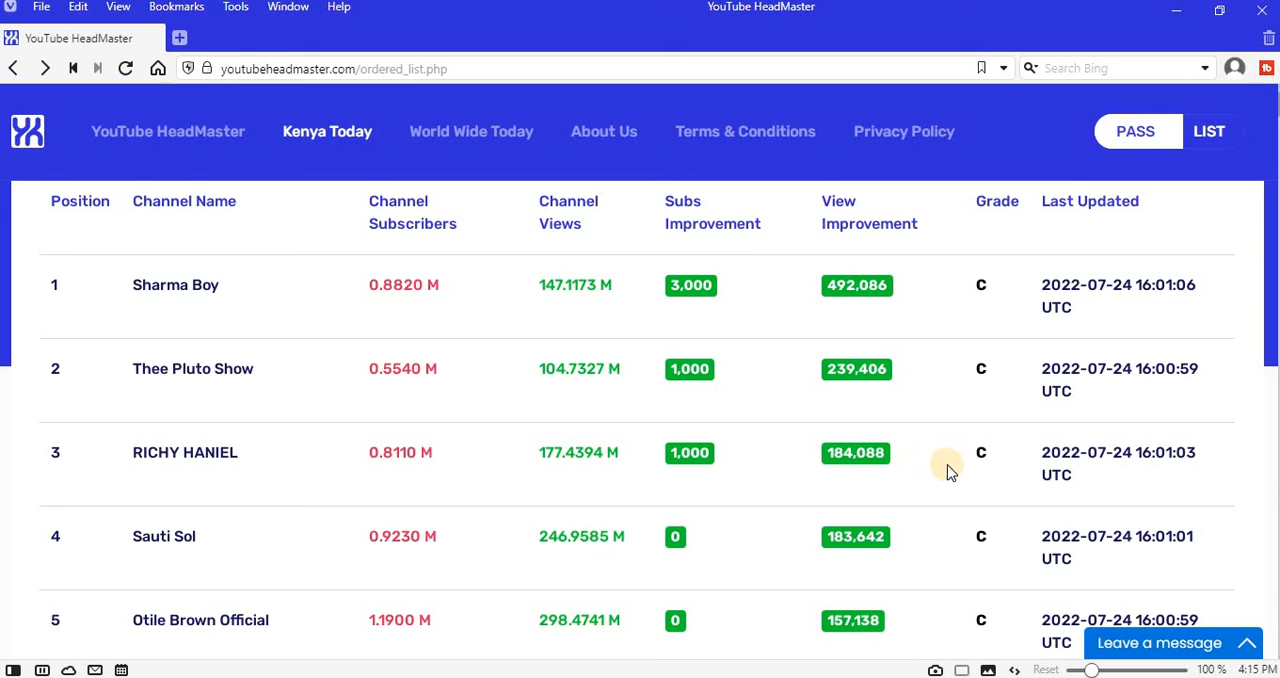 File Edit View Bookmarks Tools Window Help YouTube HeadMaster
YouTube HeadMaster
youtubeheadmaster.com/ordered_list.php Search Bing
YouTube HeadMaster Kenya Today World Wide Today About Us Terms & Conditions Privacy Policy PASS LIST
Position Channel Name Channel Subscribers Channel Views Subs Improvement View Improvement Grade Last Updated
1 Sharma Boy 0.8820 M 147.1173 M 3,000 492,086 C 2022-07-24 16:01:06 UTC
2 Thee Pluto Show 0.5540 M 104.7327 M 1,000 239,406 C 2022-07-24 16:00:59 UTC
3 RICHY HANIEL 0.8110 M 177.4394 M 1,000 184,088 C 2022-07-24 16:01:03 UTC
4 Sauti Sol 0.9230 M 246.9585 M 0 183,642 C 2022-07-24 16:01:01 UTC
5 Otile Brown Official 1.1900 M 298.4741 M 0 157,138 C 2022-07-24 16:00:59 UTC
Leave a message
Reset 100 % 4:15 PM